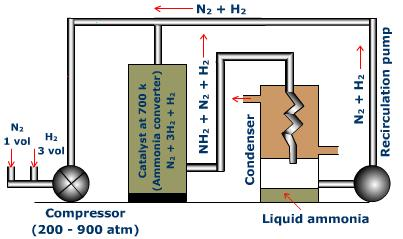 N₂ + H₂
N₂
1 vol
H₂
3 vol
Catalyst at 700 k
(Ammonia converter)
N₂ + 3H₂ + H₂
NH₂ + N₂ + H₂
Condenser
N₂ + H₂
Recirculation pump
Compressor
(200 - 900 atm)
Liquid ammonia